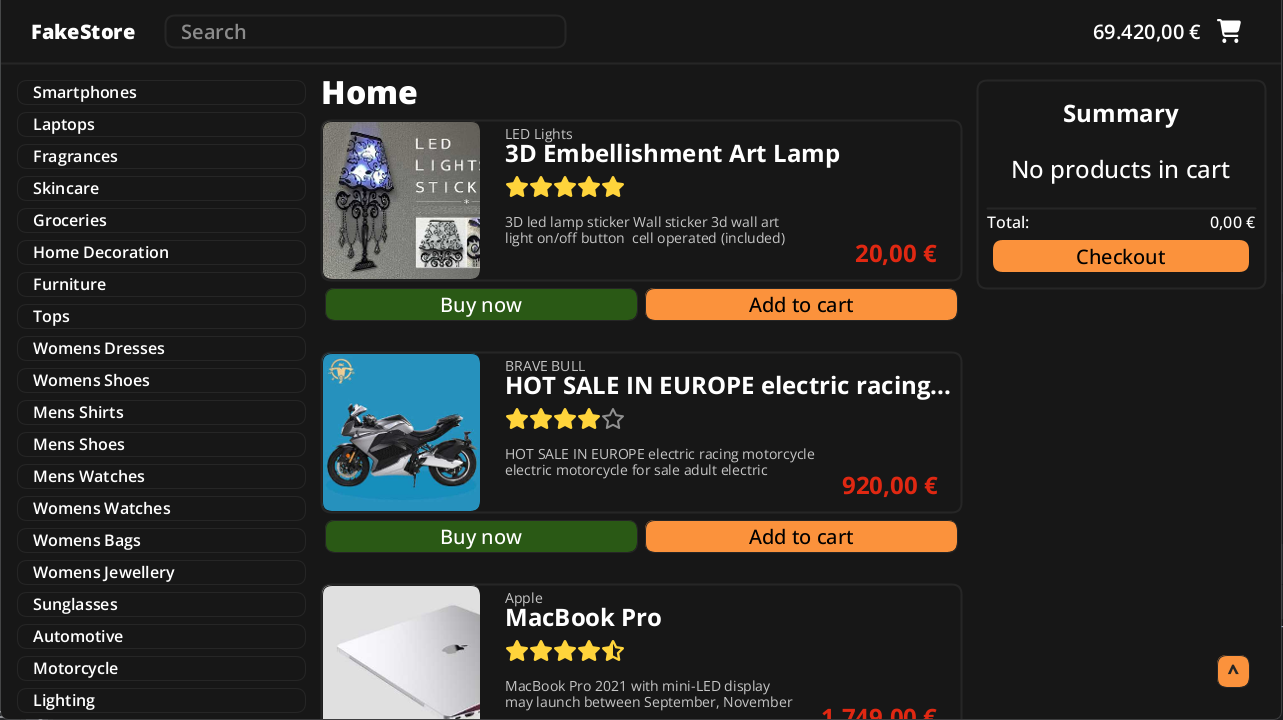 FakeStore
Search
69.420,00 €
Smartphones
Laptops
Fragrances
Skincare
Groceries
Home Decoration
Furniture
Tops
Womens Dresses
Womens Shoes
Mens Shirts
Mens Shoes
Mens Watches
Womens Watches
Womens Bags
Womens Jewellery
Sunglasses
Automotive
Motorcycle
Lighting
Home
LED
LIGHT
STICK
LED Lights
3D Embellishment Art Lamp
3D led lamp sticker Wall sticker 3d wall art
light on/off button cell operated (included)
20,00 €
Buy now
Add to cart
BRAVE BULL
HOT SALE IN EUROPE electric racing...
HOT SALE IN EUROPE electric racing motorcycle
electric motorcycle for sale adult electric
920,00 €
Buy now
Add to cart
Apple
MacBook Pro
MacBook Pro 2021 with mini-LED display
may launch between September, November
1.749,00 €
Summary
No products in cart
Total:
0,00 €
Checkout
^